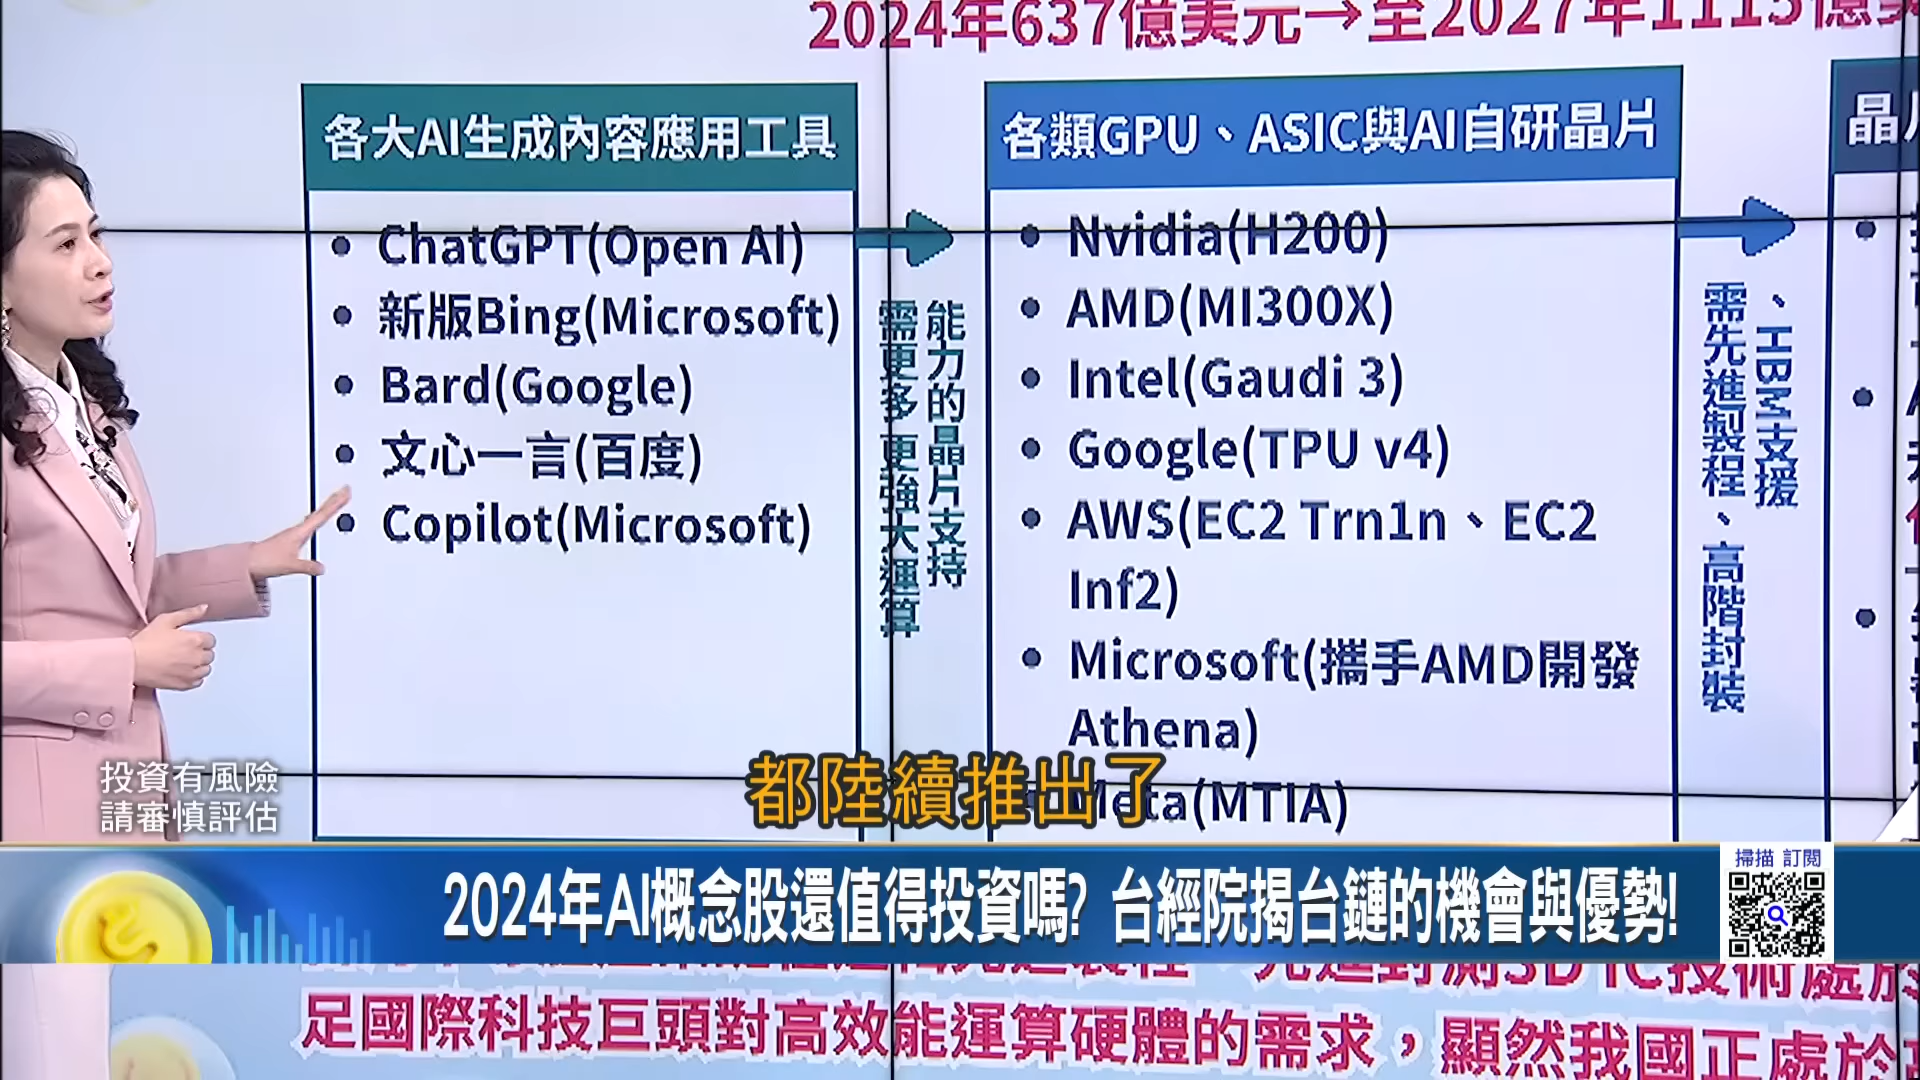 2024年637億美元→至2027年1115億美
各大AI生成內容應用工具
ChatGPT(Open AI)
新版Bing(Microsoft)
Bard(Google)
文心一言(百度)
Copilot(Microsoft)
需更多更強大運算
能力的晶片支持
各類GPU、ASIC與AI自研晶片
Nvidia(H200)
AMD(MI300X)
Intel(Gaudi 3)
Google(TPU v4)
AWS(EC2 Trn1n、EC2
Inf2)
Microsoft(攜手AMD開發
Athena)
Meta(MTIA)
需先進製程、高階封裝
、HBM支援
晶
投資有風險
請審慎評估
都陸續推出了
2024年AI概念股還值得投資嗎? 台經院揭台鏈的機會與優勢!
掃描 訂閱
足國際科技巨頭對高效能運算硬體的需求，顯然我國正處於